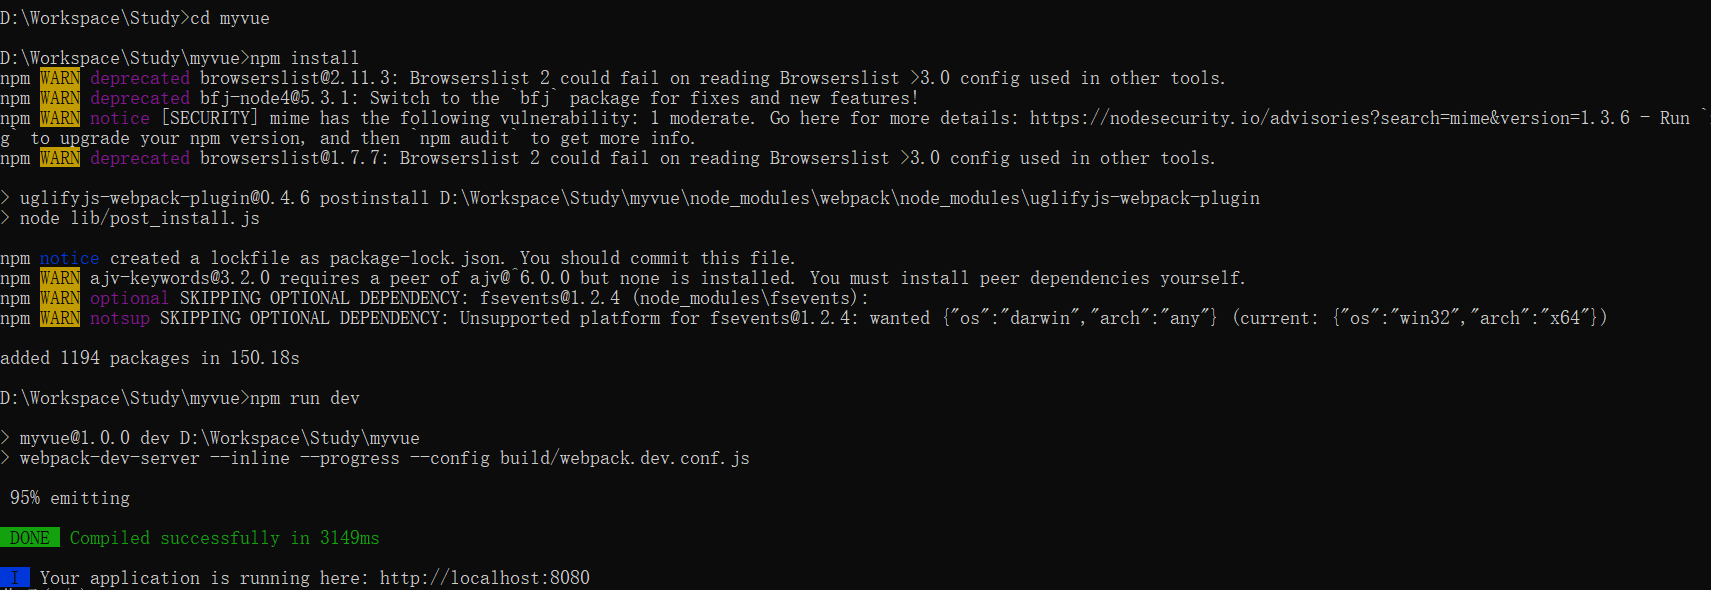 D:\Workspace\Study>cd myvue
D:\Workspace\Study\myvue>npm install
npm WARN deprecated browserslist@2.11.3: Browserslist 2 could fail on reading Browserslist >3.0 config used in other tools.
npm WARN deprecated bfj-node4@5.3.1: Switch to the `bfj` package for fixes and new features!
npm WARN notice [SECURITY] mime has the following vulnerability: 1 moderate. Go here for more details: https://nodesecurity.io/advisories?search=mime&version=1.3.6 - Run `
g` to upgrade your npm version, and then `npm audit` to get more info.
npm WARN deprecated browserslist@1.7.7: Browserslist 2 could fail on reading Browserslist >3.0 config used in other tools.
> uglifyjs-webpack-plugin@0.4.6 postinstall D:\Workspace\Study\myvue\node_modules\webpack\node_modules\uglifyjs-webpack-plugin
> node lib/post_install.js
npm notice created a lockfile as package-lock.json. You should commit this file.
npm WARN ajv-keywords@3.2.0 requires a peer of ajv@^6.0.0 but none is installed. You must install peer dependencies yourself.
npm WARN optional SKIPPING OPTIONAL DEPENDENCY: fsevents@1.2.4 (node_modules\fsevents):
npm WARN notsup SKIPPING OPTIONAL DEPENDENCY: Unsupported platform for fsevents@1.2.4: wanted {"os":"darwin","arch":"any"} (current: {"os":"win32","arch":"x64"})
added 1194 packages in 150.18s
D:\Workspace\Study\myvue>npm run dev
> myvue@1.0.0 dev D:\Workspace\Study\myvue
> webpack-dev-server --inline --progress --config build/webpack.dev.conf.js
95% emitting
DONE Compiled successfully in 3149ms
I Your application is running here: http://localhost:8080